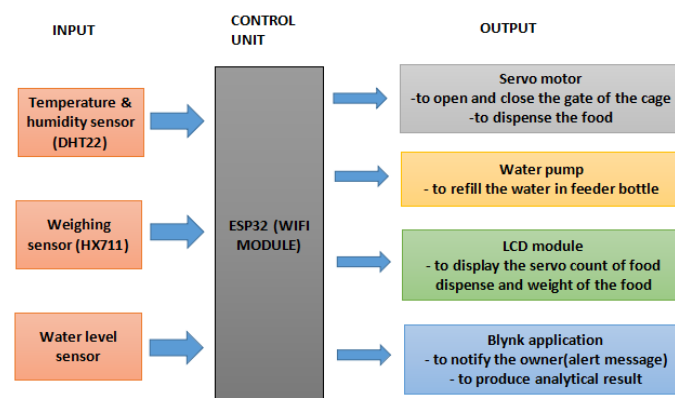 INPUT
CONTROL
UNIT
OUTPUT
Temperature &
humidity sensor
(DHT22)
Weighing
sensor (HX711)
Water level
sensor
ESP32 (WIFI
MODULE)
Servo motor
-to open and close the gate of the cage
-to dispense the food
Water pump
- to refill the water in feeder bottle
LCD module
- to display the servo count of food
dispense and weight of the food
Blynk application
- to notify the owner(alert message)
- to produce analytical result